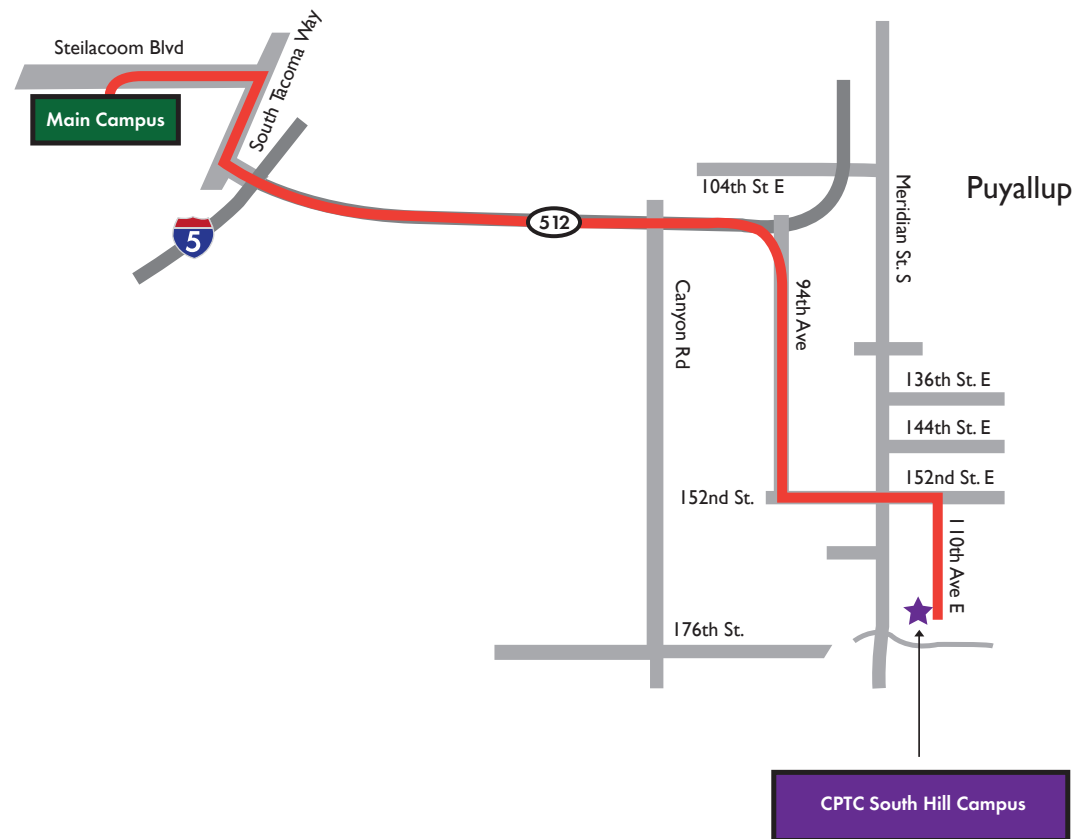 Steilacoom Blvd
South Tacoma Way
Main Campus
5
512
104th St E
Meridian St. S
Puyallup
Canyon Rd
94th Ave
136th St. E
144th St. E
152nd St. E
152nd St.
110th Ave E
176th St.
CPTC South Hill Campus